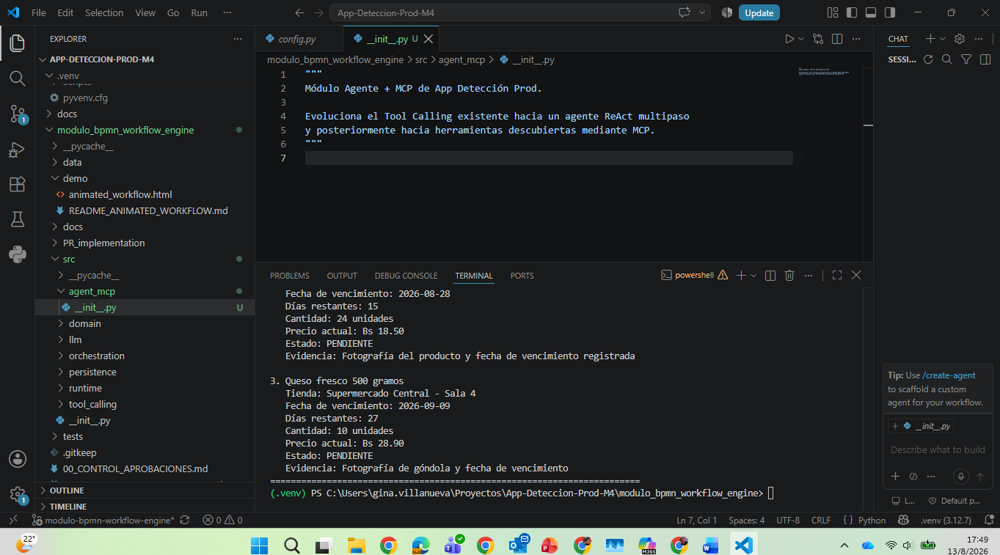 File Edit Selection View Go Run ··· App-Deteccion-Prod-M4 Update
EXPLORER ···
APP-DETECCION-PROD-M4
.venv
pyvenv.cfg
docs
modulo_bpmn_workflow_engine
__pycache__
data
demo
animated_workflow.html
README_ANIMATED_WORKFLOW.md
docs
PR_implementation
src
__pycache__
agent_mcp
__init__.py U
domain
llm
orchestration
persistence
runtime
tool_calling
__init__.py
tests
.gitkeep
00_CONTROL_APROBACIONES.md
OUTLINE
TIMELINE
config.py
__init__.py U
modulo_bpmn_workflow_engine > src > agent_mcp > __init__.py
1 """
2 Módulo Agente + MCP de App Detección Prod.
3
4 Evoluciona el Tool Calling existente hacia un agente ReAct multipaso
5 y posteriormente hacia herramientas descubiertas mediante MCP.
6 """
7
PROBLEMS OUTPUT DEBUG CONSOLE TERMINAL PORTS
powershell
Fecha de vencimiento: 2026-08-28
Días restantes: 15
Cantidad: 24 unidades
Precio actual: Bs 18.50
Estado: PENDIENTE
Evidencia: Fotografía del producto y fecha de vencimiento registrada
3. Queso fresco 500 gramos
Tienda: Supermercado Central - Sala 4
Fecha de vencimiento: 2026-09-09
Días restantes: 27
Cantidad: 10 unidades
Precio actual: Bs 28.90
Estado: PENDIENTE
Evidencia: Fotografía de góndola y fecha de vencimiento
========================================================================
(.venv) PS C:\Users\gina.villanueva\Proyectos\App-Deteccion-Prod-M4\modulo_bpmn_workflow_engine>
CHAT
SESSI...
Tip: Use /create-agent
to scaffold a custom
agent for your workflow.
__init__.py
Describe what to build
L... Default p...
1
1
modulo-bpmn-workflow-engine* 0 0
Ln 7, Col 1 Spaces: 4 UTF-8 CRLF { } Python .venv (3.12.7)
22°
M365
17:49
13/8/2026